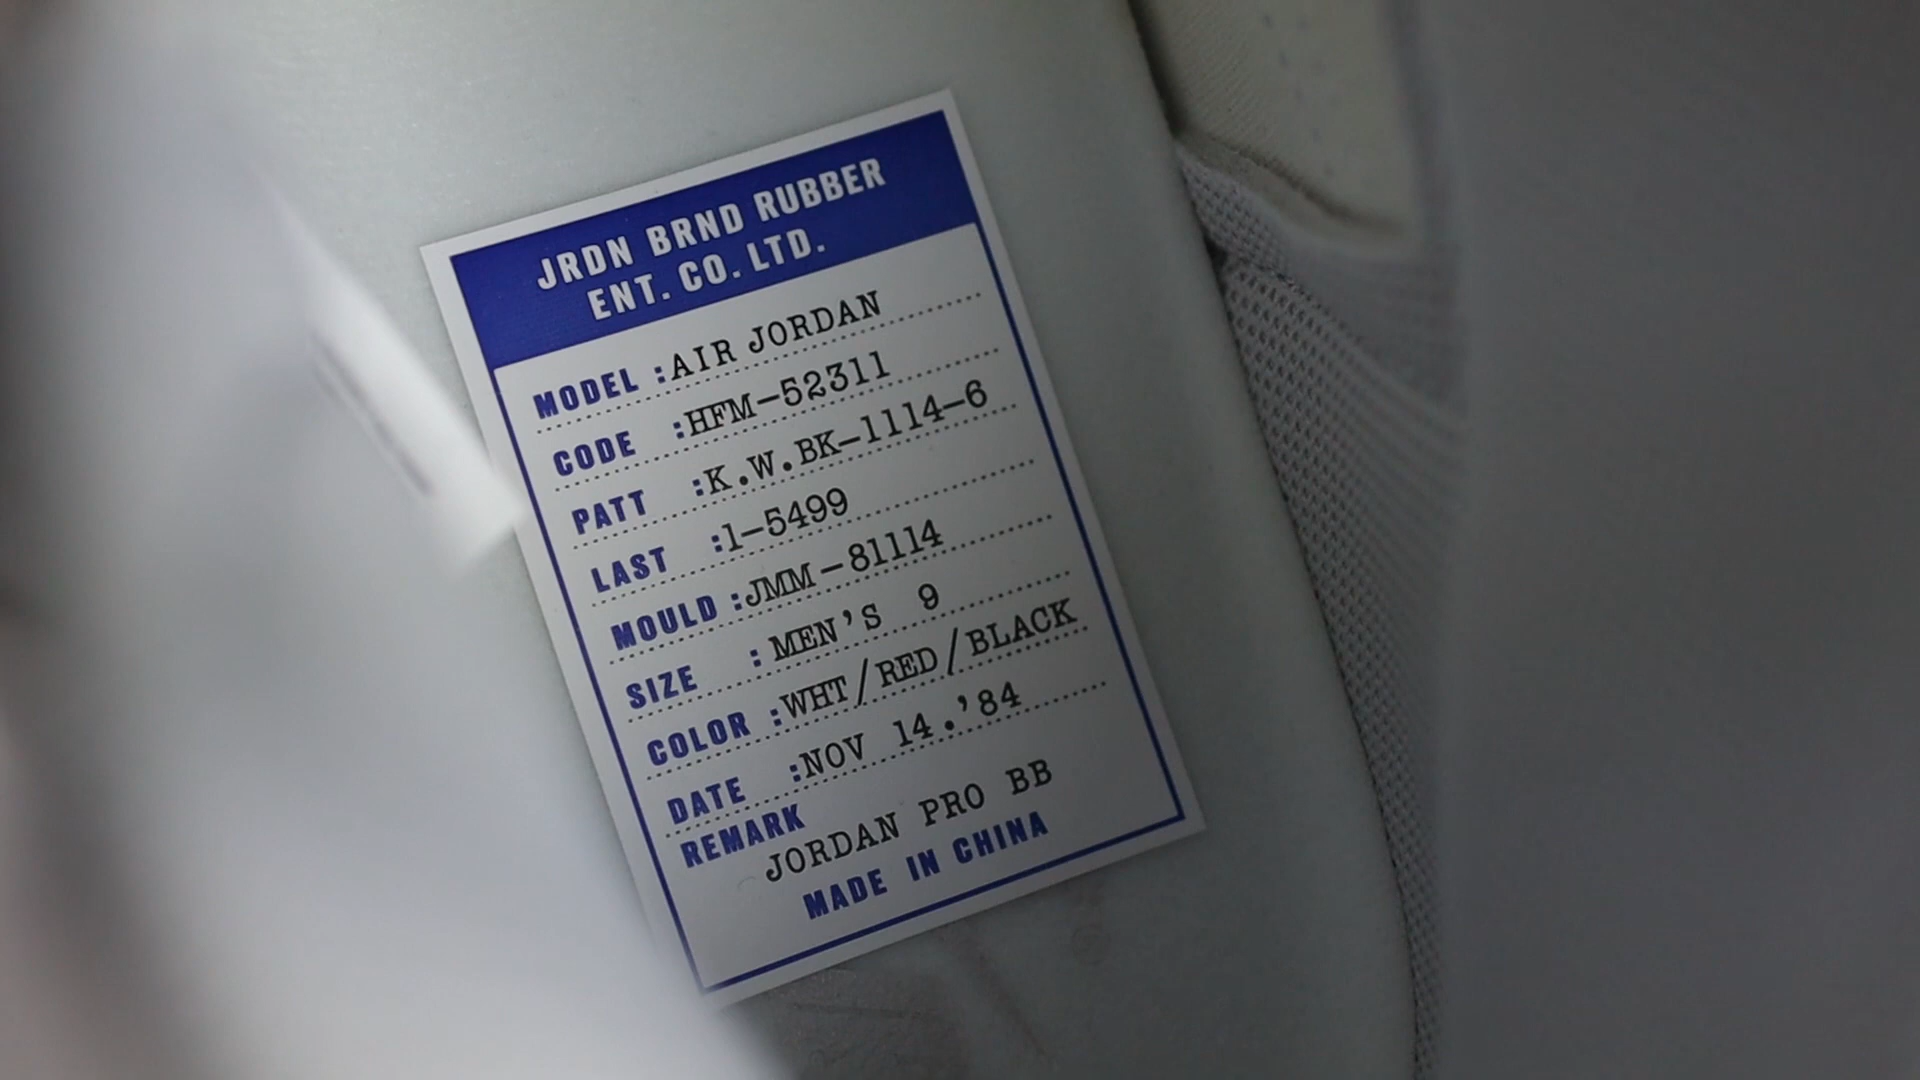 JRDN BRND RUBBER
ENT. CO. LTD.
MODEL :AIR JORDAN
CODE :HFM-52311
PATT :K.W.BK-1114-6
LAST :1-5499
MOULD :JMM-81114
SIZE : MEN'S 9
COLOR :WHT/RED/BLACK
DATE :NOV 14.'84
REMARK
JORDAN PRO BB
MADE IN CHINA